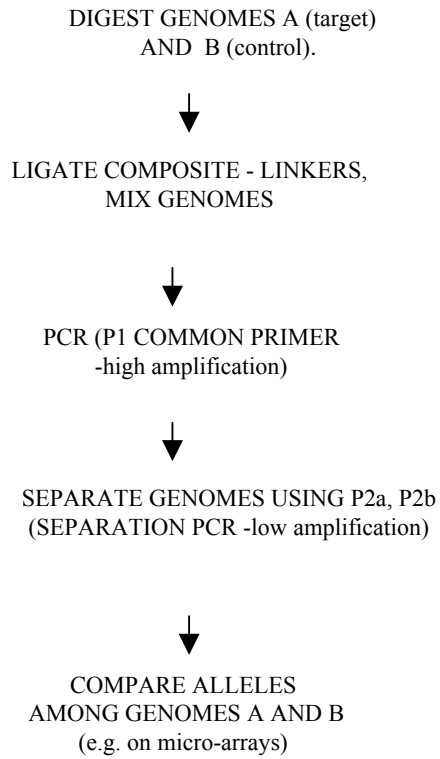 DIGEST GENOMES A (target)
AND B (control).
LIGATE COMPOSITE - LINKERS,
MIX GENOMES
PCR (P1 COMMON PRIMER
-high amplification)
SEPARATE GENOMES USING P2a, P2b
(SEPARATION PCR -low amplification)
COMPARE ALLELES
AMONG GENOMES A AND B
(e.g. on micro-arrays)